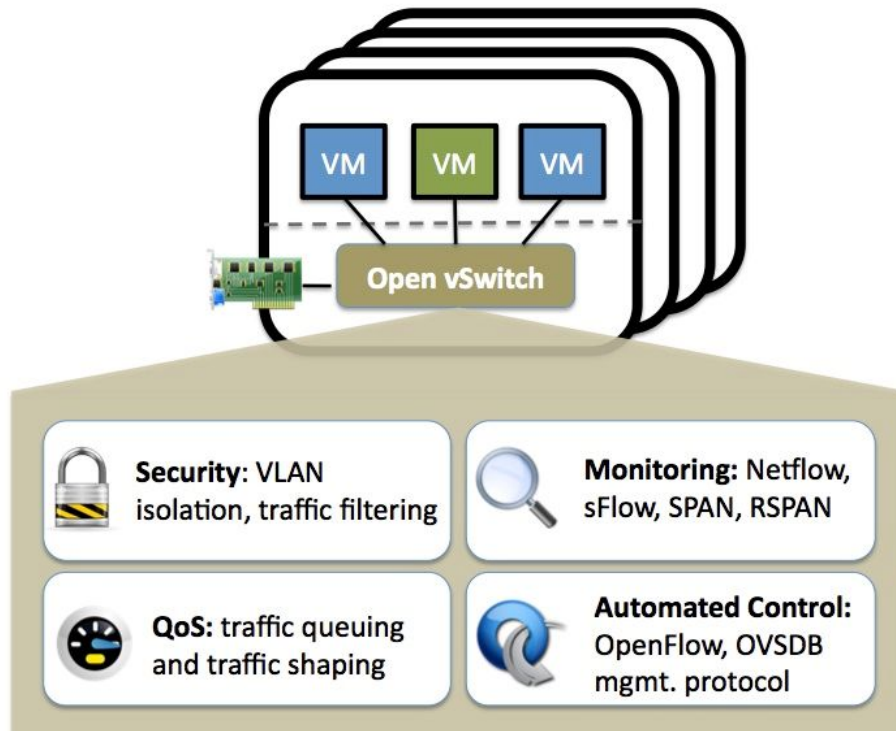 VM
VM
VM
Open vSwitch
Security: VLAN
isolation, traffic filtering
Monitoring: Netflow,
sFlow, SPAN, RSPAN
QoS: traffic queuing
and traffic shaping
Automated Control:
OpenFlow, OVSDB
mgmt. protocol